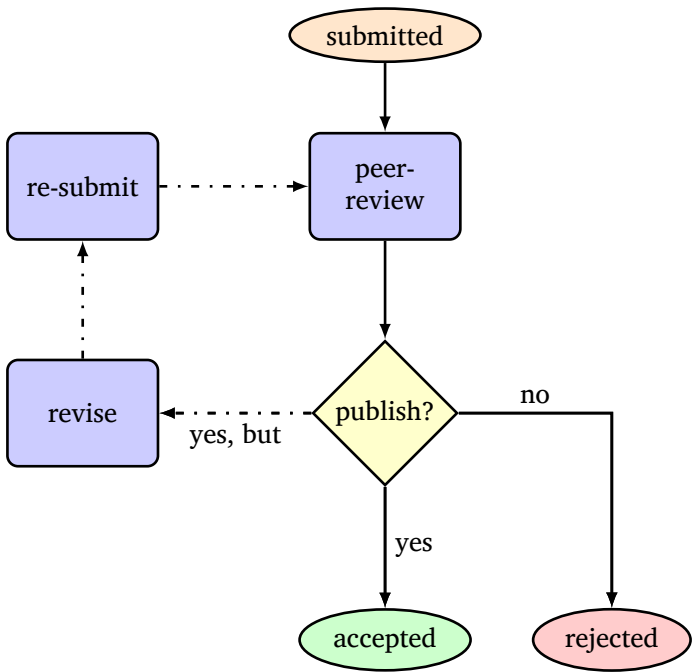 submitted
re-submit
peer-
review
no
revise
publish?
yes, but
yes
accepted
rejected